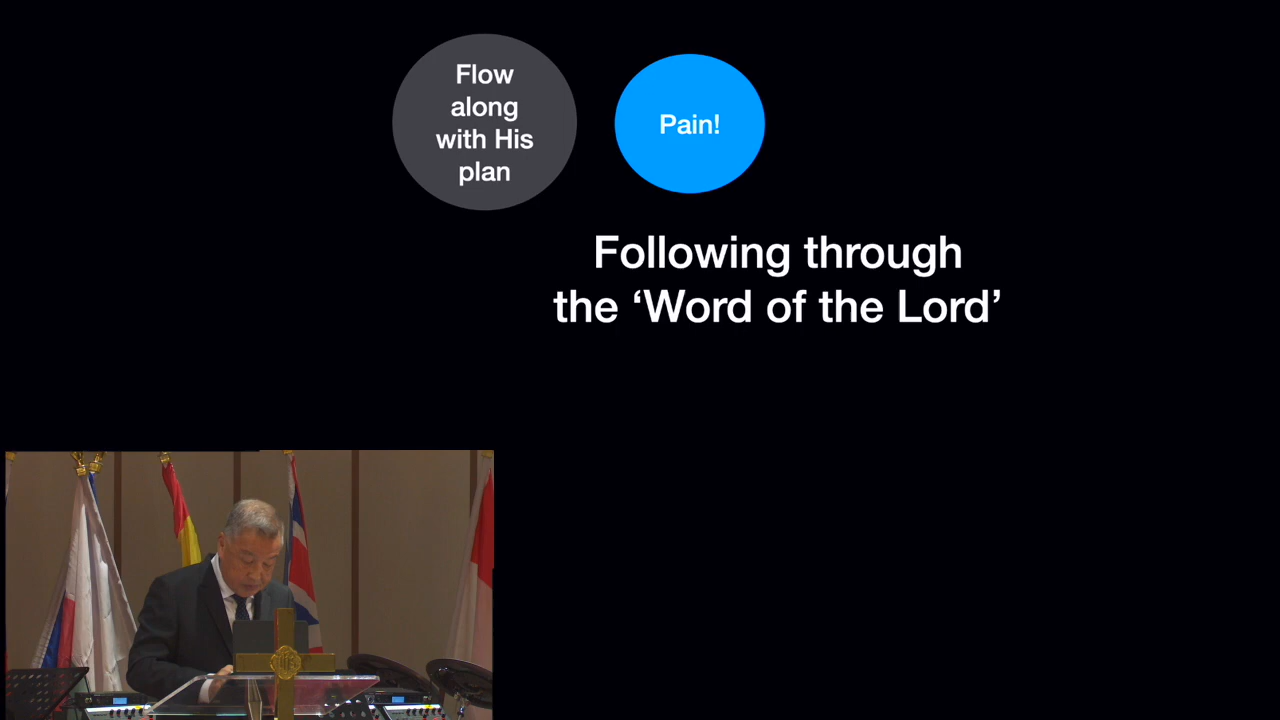 Flow
along
with His
plan
Pain!
Following through
the ‘Word of the Lord’